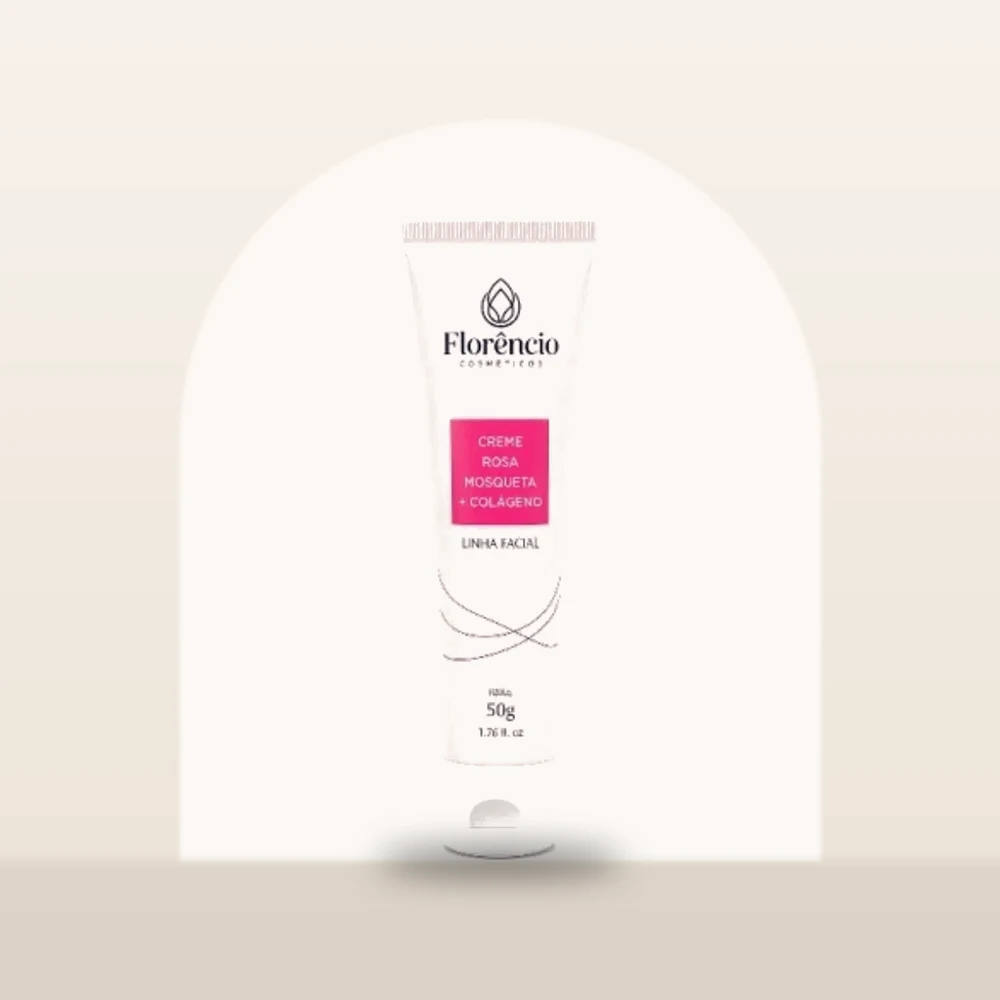 Florêncio
COSMÉTICOS
CREME
ROSA
MOSQUETA
+ COLÁGENO
LINHA FACIAL
50g
1.76 fl. oz